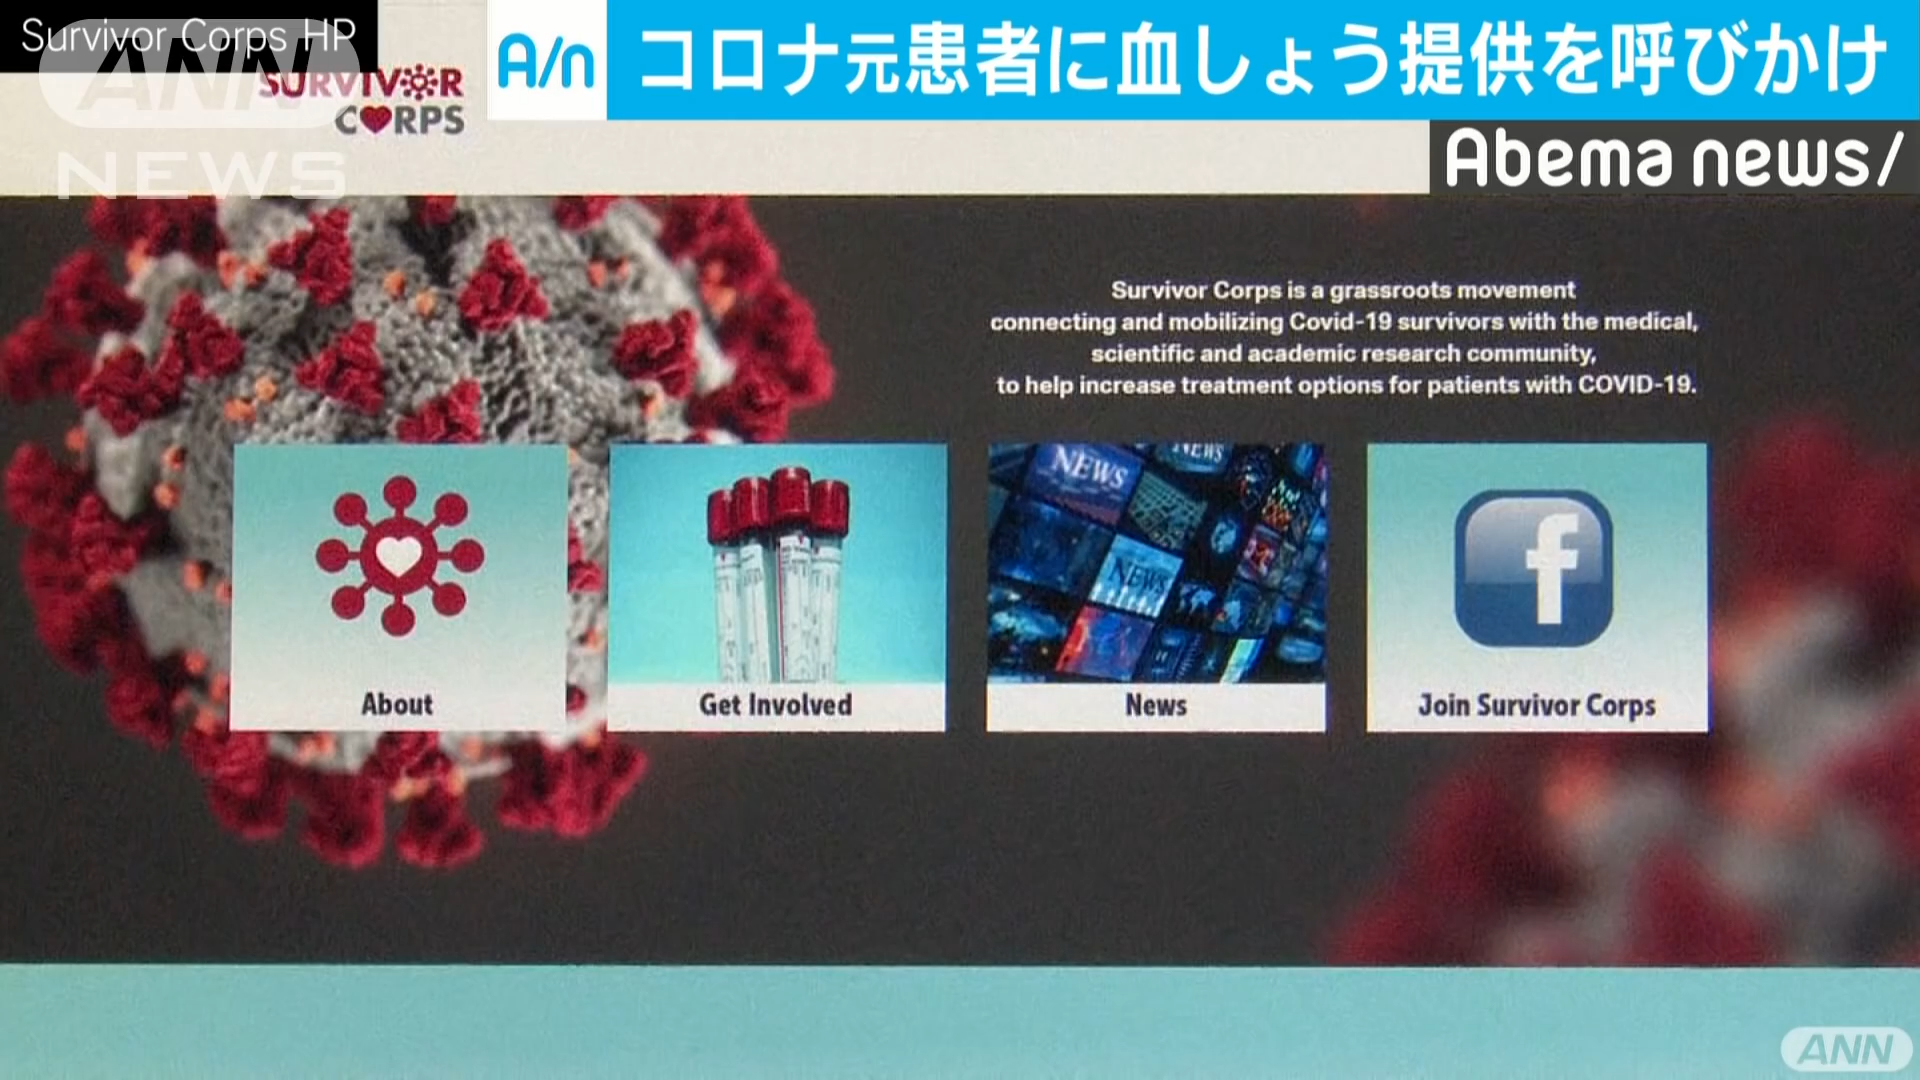 Survivor Corps HP
ANN
NEWS
SURVIVOR
CORPS
A/n
コロナ元患者に血しょう提供を呼びかけ
Abema news/
Survivor Corps is a grassroots movement
connecting and mobilizing Covid-19 survivors with the medical,
scientific and academic research community,
to help increase treatment options for patients with COVID-19.
NEWS
NEWS
NEWS
f
About
Get Involved
News
Join Survivor Corps
ANN